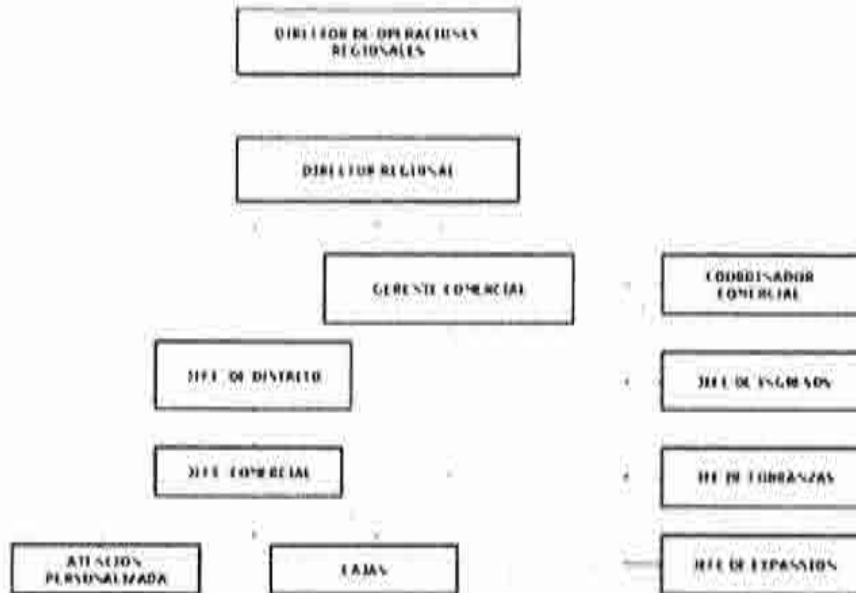 DIRECTOR DE OPERACIONES
REGIONALES
DIRECTOR REGIONAL
GERENTE COMERCIAL
COORDINADOR
COMERCIAL
JEFE DE DISTRITO
JEFE DE INGRESOS
JEFE COMERCIAL
JEFE DE COBRANZAS
ATENCION
PERSONALIZADA
CAJAS
JEFE DE EXPANSION